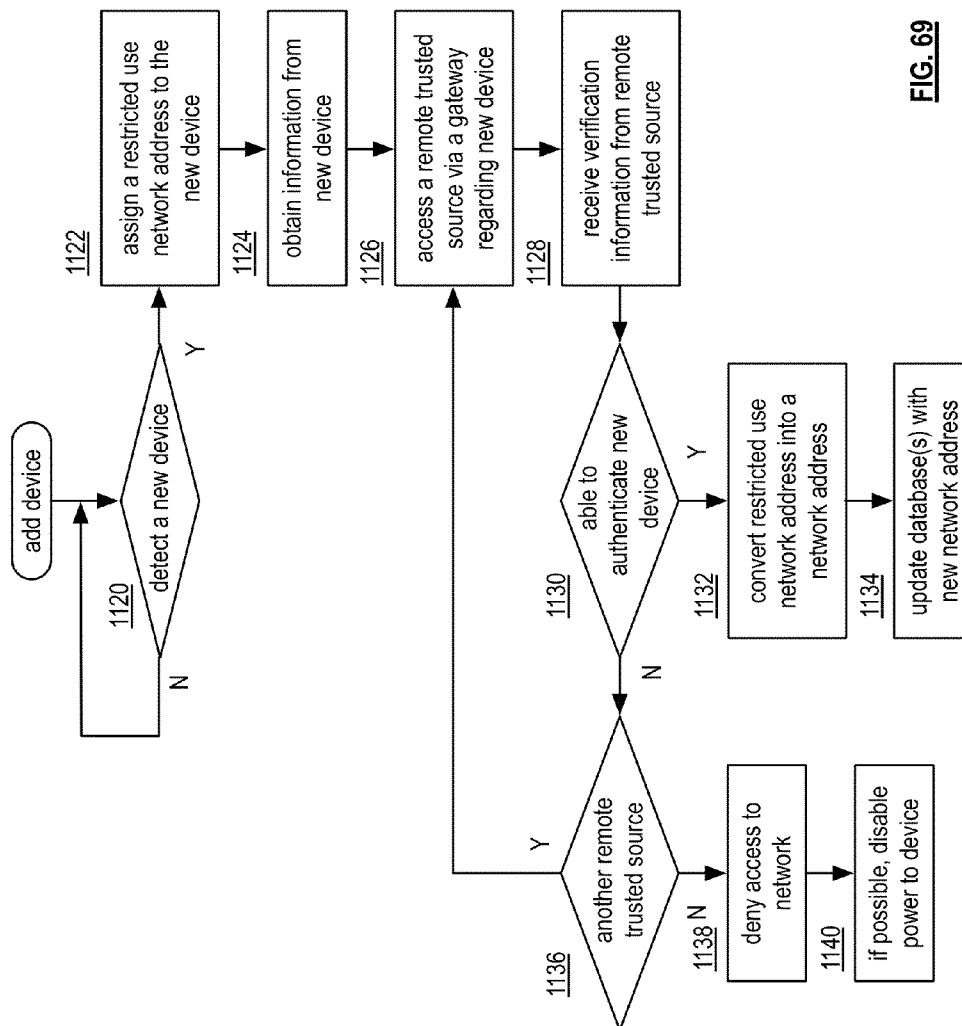 add device
1120
detect a new device
N
Y
1122
assign a restricted use
network address to the
new device
1124
obtain information from
new device
1126
access a remote trusted
source via a gateway
regarding new device
1128
receive verification
information from remote
trusted source
1130
able to
authenticate new
device
Y
N
1132
convert restricted use
network address into a
network address
1134
update database(s) with
new network address
1136
another remote
trusted source
Y
N
1138
deny access to
network
1140
if possible, disable
power to device
FIG. 69